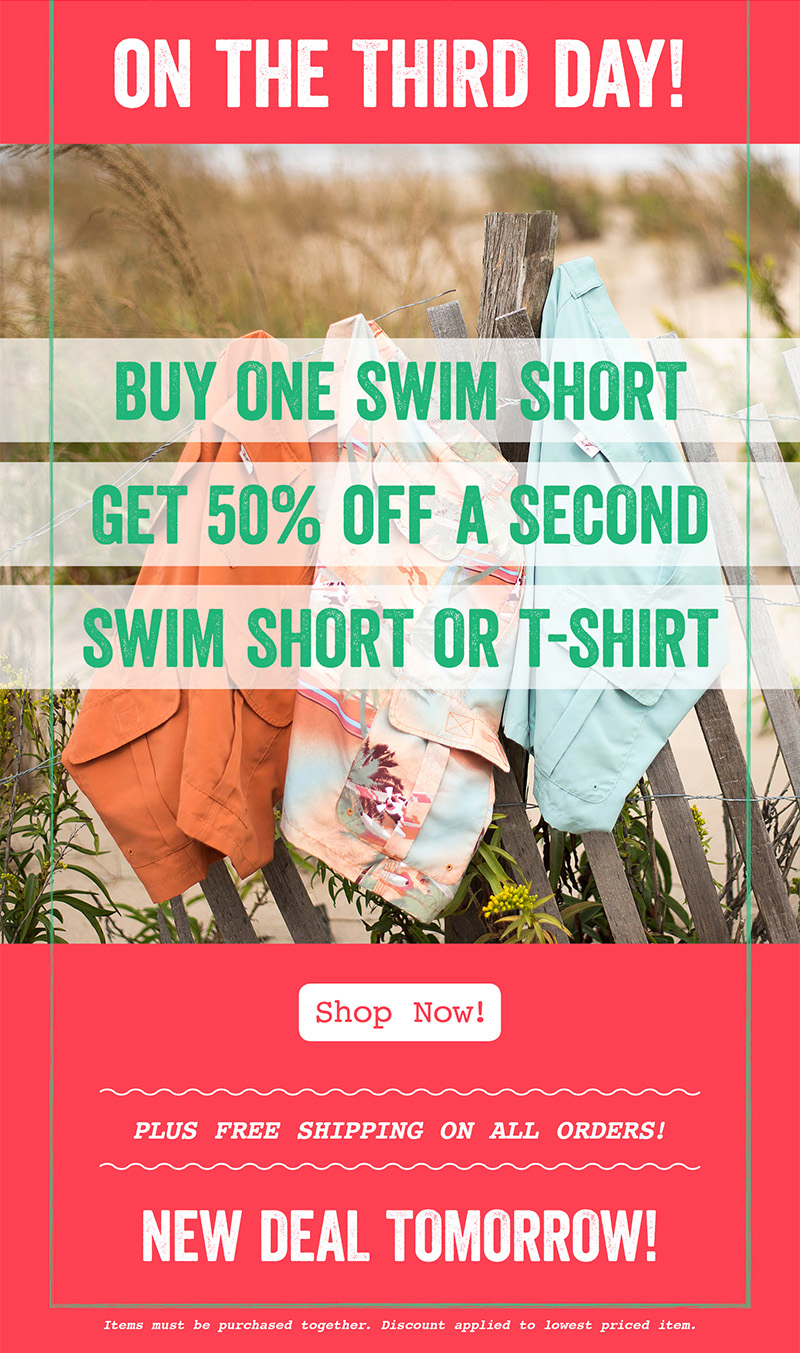 ON THE THIRD DAY!
BUY ONE SWIM SHORT
GET 50% OFF A SECOND
SWIM SHORT OR T-SHIRT
Shop Now!
PLUS FREE SHIPPING ON ALL ORDERS!
NEW DEAL TOMORROW!
Items must be purchased together. Discount applied to lowest priced item.